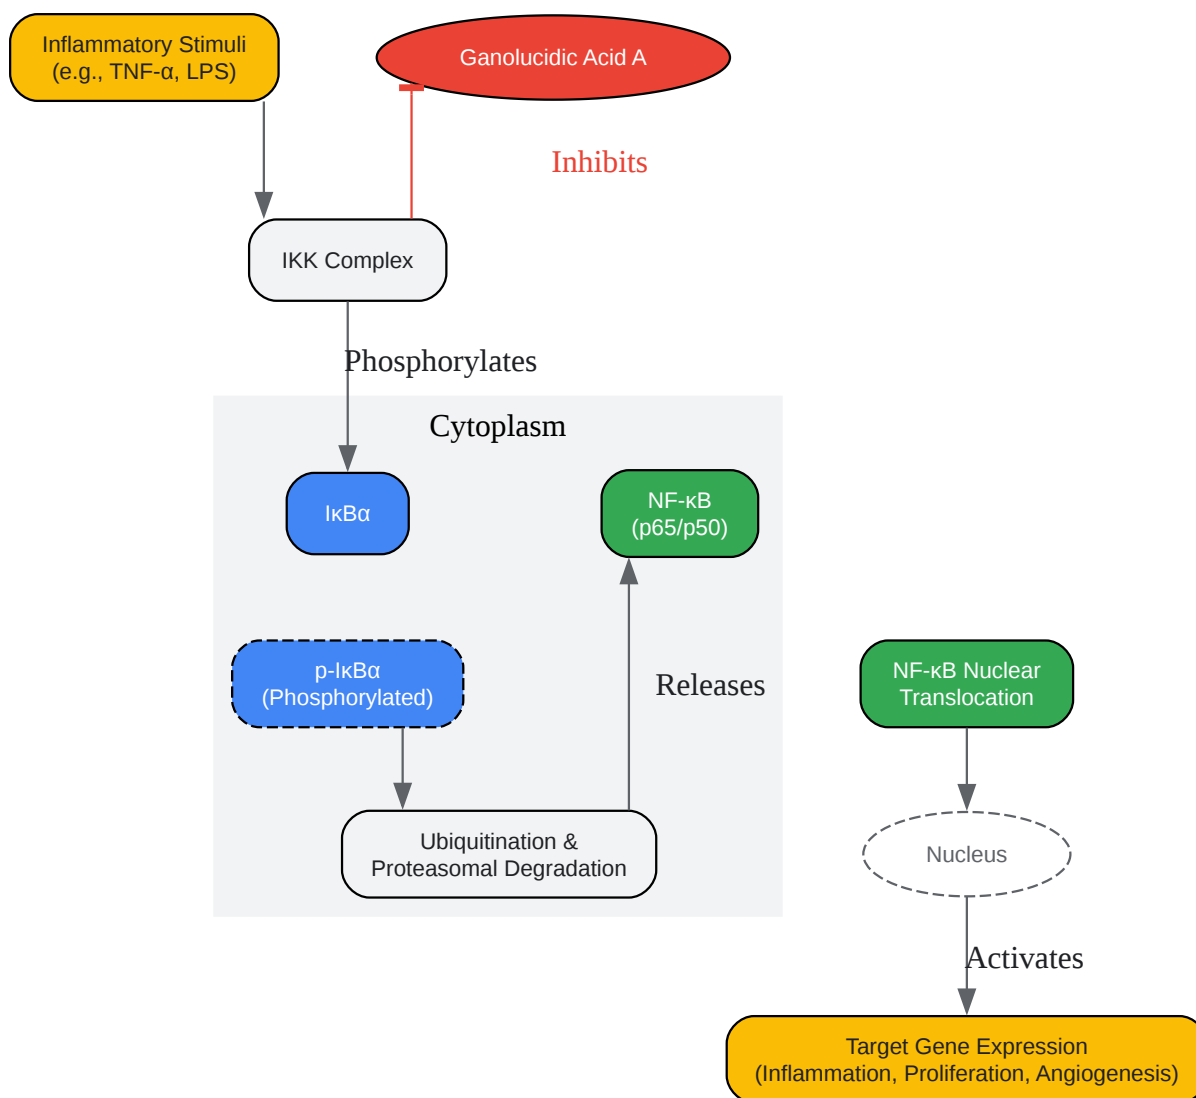 Inflammatory Stimuli
(e.g., TNF-α, LPS)
Ganolucidic Acid A
Inhibits
IKK Complex
Phosphorylates
Cytoplasm
IκBα
NF-κB
(p65/p50)
p-IκBα
(Phosphorylated)
Releases
NF-κB Nuclear
Translocation
Ubiquitination &
Proteasomal Degradation
Nucleus
Activates
Target Gene Expression
(Inflammation, Proliferation, Angiogenesis)